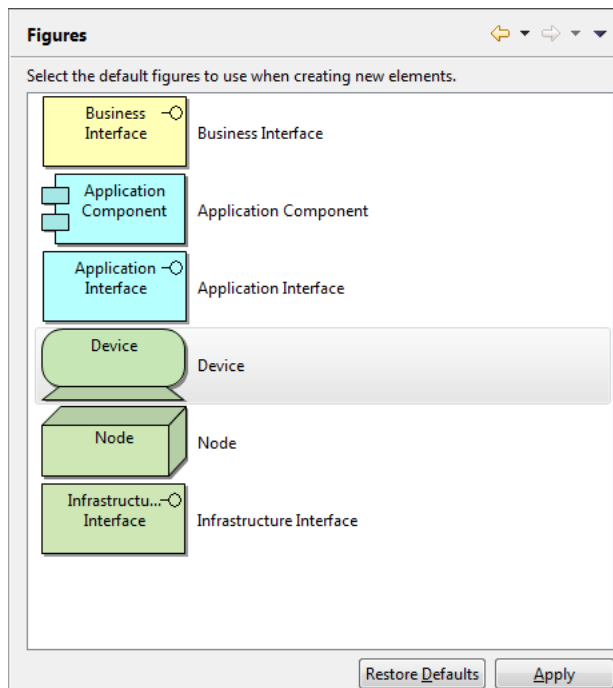 Figures
Select the default figures to use when creating new elements.
Business
Interface
Business Interface
Application
Component
Application Component
Application
Interface
Application Interface
Device
Device
Node
Node
Infrastructu...
Interface
Infrastructure Interface
Restore Defaults
Apply